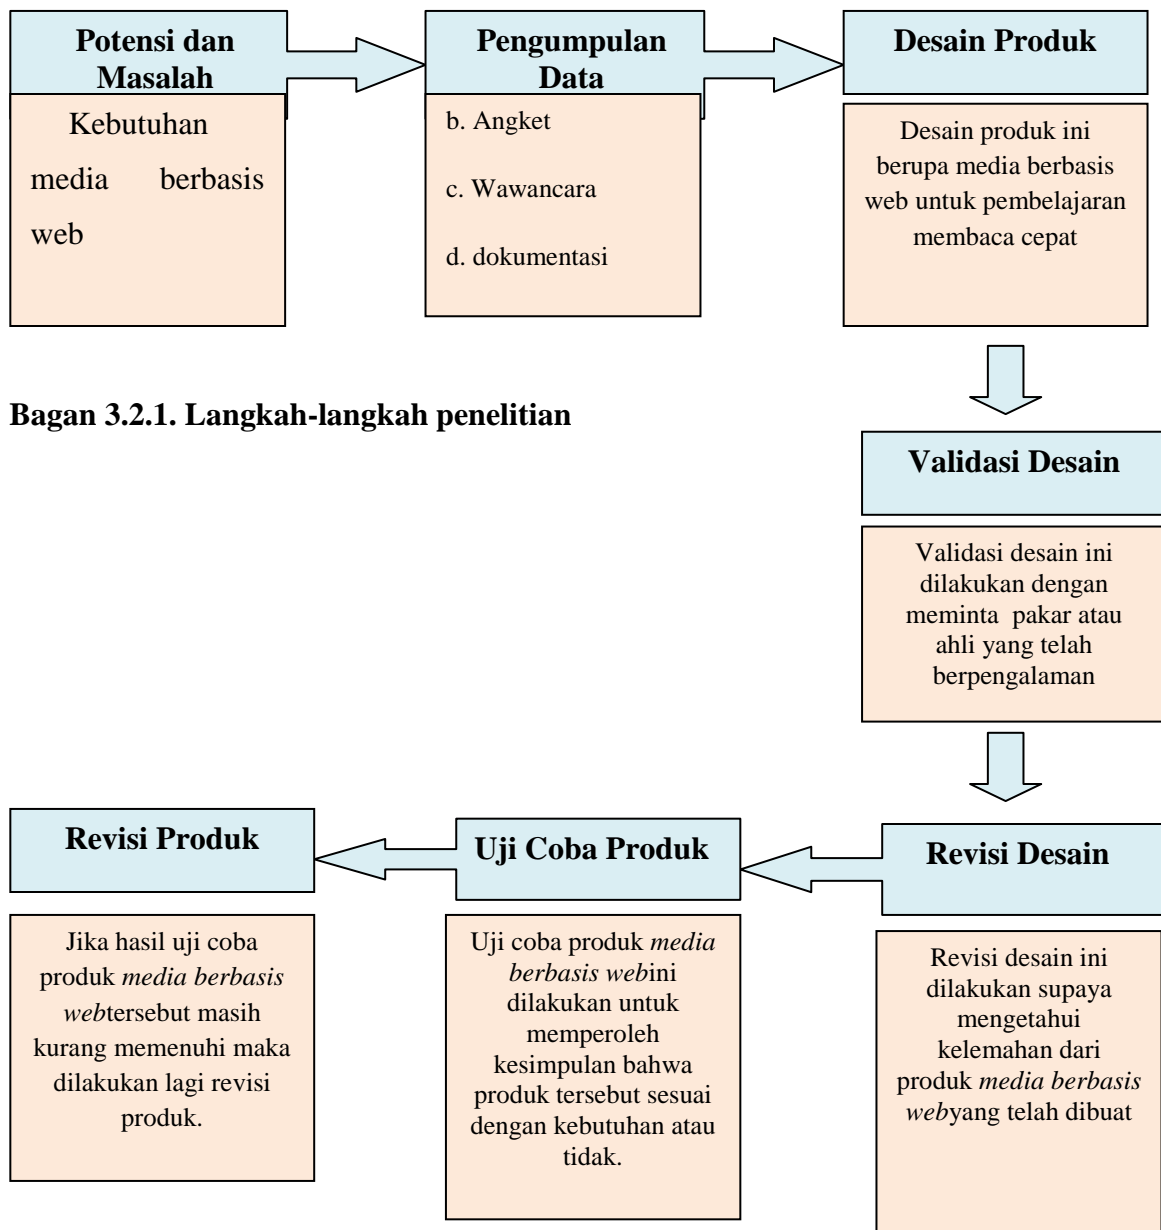 Potensi dan
Masalah
Kebutuhan
media berbasis
web
Pengumpulan
Data
b. Angket
c. Wawancara
d. dokumentasi
Desain Produk
Desain produk ini
berupa media berbasis
web untuk pembelajaran
membaca cepat
Bagan 3.2.1. Langkah-langkah penelitian
Validasi Desain
Validasi desain ini
dilakukan dengan
meminta pakar atau
ahli yang telah
berpengalaman
Revisi Desain
Revisi desain ini
dilakukan supaya
mengetahui
kelemahan dari
produk media berbasis
webyang telah dibuat
Uji Coba Produk
Uji coba produk media
berbasis webini
dilakukan untuk
memperoleh
kesimpulan bahwa
produk tersebut sesuai
dengan kebutuhan atau
tidak.
Revisi Produk
Jika hasil uji coba
produk media berbasis
webtersebut masih
kurang memenuhi maka
dilakukan lagi revisi
produk.